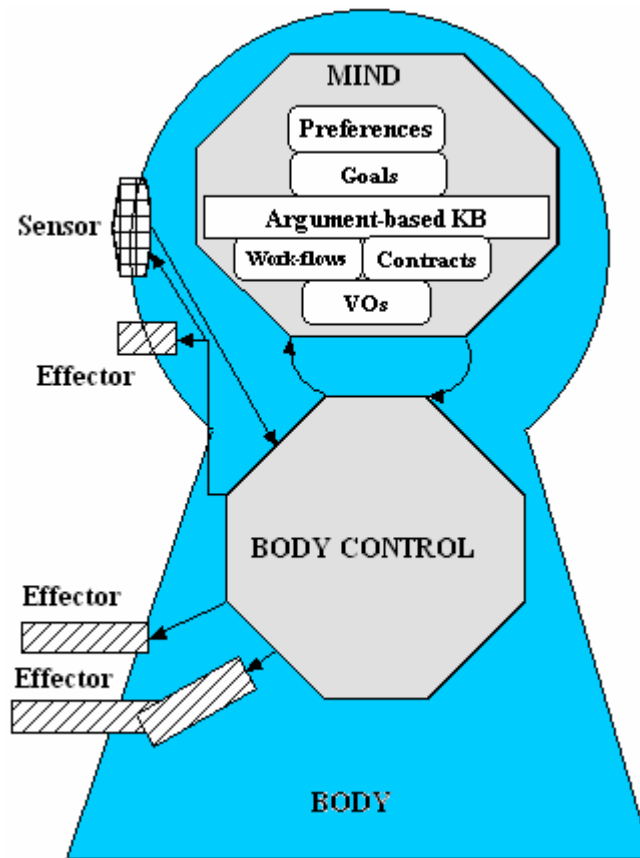 MIND
Preferences
Goals
Argument-based KB
Work-flows Contracts
VOs
Sensor
Effector
BODY CONTROL
Effector
Effector
BODY